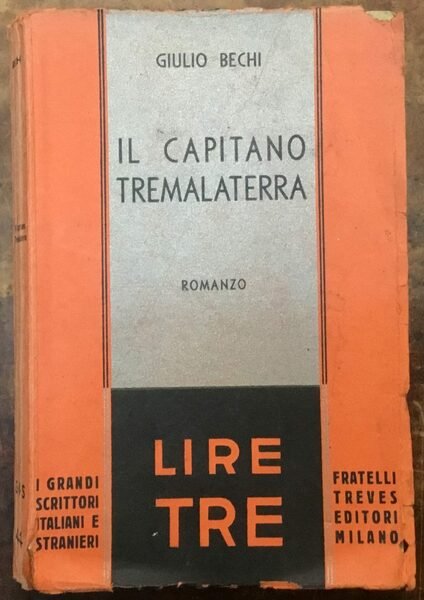 GIULIO BECHI
IL CAPITANO
TREMALATERRA
ROMANZO
LIRE
TRE
I GRANDI
SCRITTORI
ITALIANI E
STRANIERI
FRATELLI
TREVES
EDITORI
MILANO